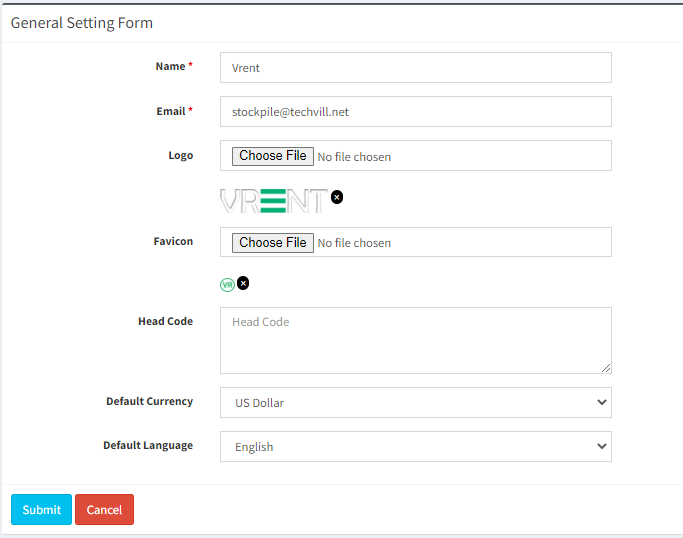 General Setting Form
Name *
Vrent
Email *
stockpile@techvill.net
Logo
Choose File No file chosen
VRENT
Favicon
Choose File No file chosen
VR
Head Code
Head Code
Default Currency
US Dollar
Default Language
English
Submit Cancel